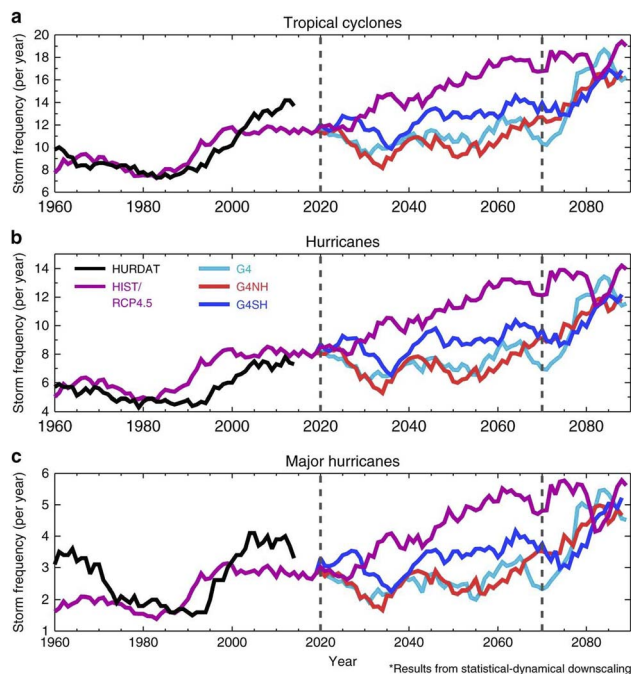 a
Tropical cyclones
Storm frequency (per year)
20
18
16
14
12
10
8
6
1960 1980 2000 2020 2040 2060 2080
b
Hurricanes
Storm frequency (per year)
14
12
10
8
6
4
HURDAT
HIST/
RCP4.5
G4
G4NH
G4SH
1960 1980 2000 2020 2040 2060 2080
c
Major hurricanes
Storm frequency (per year)
6
5
4
3
2
1
1960 1980 2000 2020 2040 2060 2080
Year
*Results from statistical-dynamical downscaling